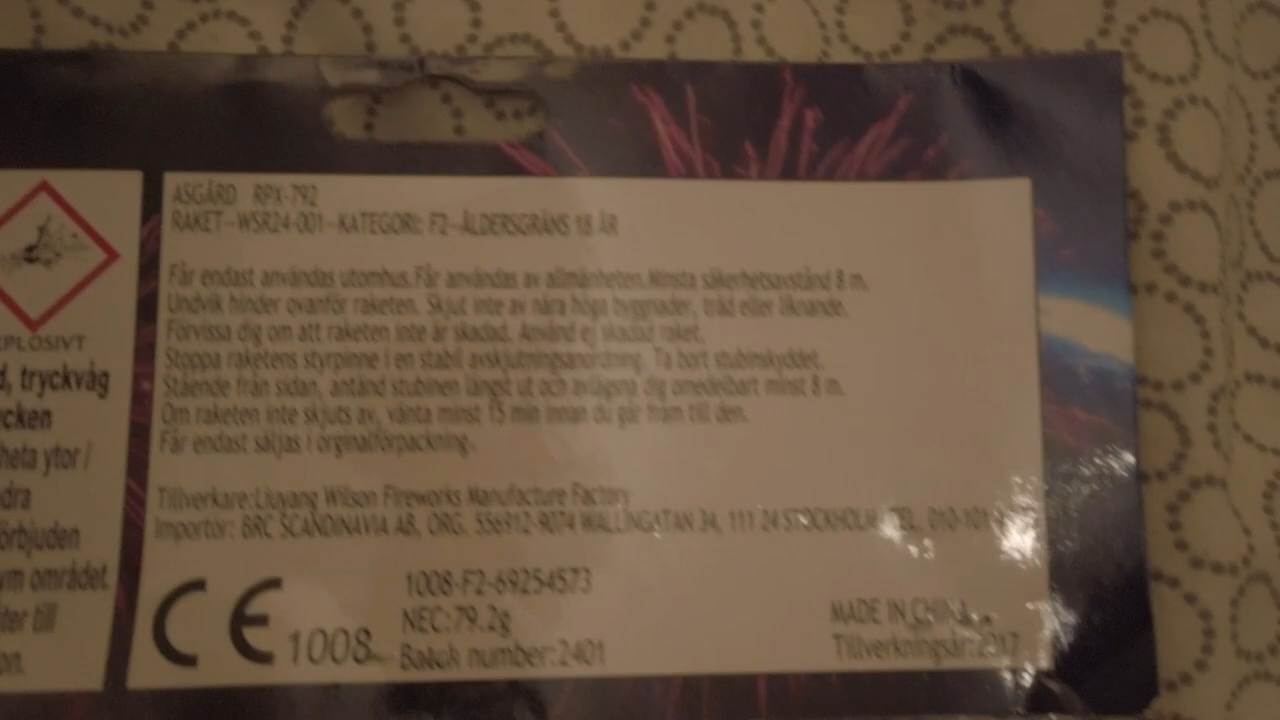 ASGÅRD RPX-792
RAKET-WSR24-001-KATEGORI: F2-ÅLDERSGRÄNS 18 ÅR
Får endast användas utomhus.Får användas av allmänheten.Minsta säkerhetsavstånd 8 m.
Undvik hinder ovanför raketen. Skjut inte av nära höga byggnader, träd eller liknande.
Förvissa dig om att raketen inte är skadad. Använd ej skadad raket.
Stoppa raketens styrpinne i en stabil avskjutningsanordning. Ta bort stubinskyddet.
Stående från sidan, antänd stubinen längst ut och avlägsna dig omedelbart minst 8 m.
Om raketen inte skjuts av, vänta minst 15 min innan du går fram till den.
Får endast säljas i orginalförpackning.
Tillverkare:Liuyang Wilson Fireworks Manufacture Factory
Importör: BRC SCANDINAVIA AB, ORG. 556912-9074 WALLINGATAN 34, 111 24 STOCKHOLM TEL. 010-101
CE 1008
1008-F2-69254573
NEC:79.2g
Batch number:2401
MADE IN CHINA
Tillverkningsår:2017
PLOSIVT
d, tryckvåg
cken
heta ytor /
dra
örbjuden
ym området.
ter till
on.